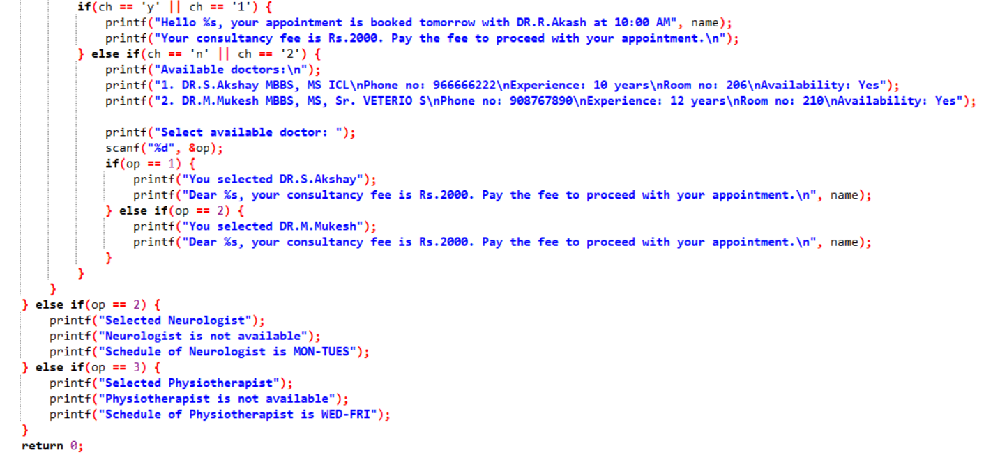 if(ch == 'y' || ch == '1') {
printf("Hello %s, your appointment is booked tomorrow with DR.R.Akash at 10:00 AM", name);
printf("Your consultancy fee is Rs.2000. Pay the fee to proceed with your appointment.\n");
} else if(ch == 'n' || ch == '2') {
printf("Available doctors:\n");
printf("1. DR.S.Akshay MBBS, MS ICL\nPhone no: 966666222\nExperience: 10 years\nRoom no: 206\nAvailability: Yes");
printf("2. DR.M.Mukesh MBBS, MS, Sr. VETERIO S\nPhone no: 908767890\nExperience: 12 years\nRoom no: 210\nAvailability: Yes");
printf("Select available doctor: ");
scanf("%d", &op);
if(op == 1) {
printf("You selected DR.S.Akshay");
printf("Dear %s, your consultancy fee is Rs.2000. Pay the fee to proceed with your appointment.\n", name);
} else if(op == 2) {
printf("You selected DR.M.Mukesh");
printf("Dear %s, your consultancy fee is Rs.2000. Pay the fee to proceed with your appointment.\n", name);
}
}
}
} else if(op == 2) {
printf("Selected Neurologist");
printf("Neurologist is not available");
printf("Schedule of Neurologist is MON-TUES");
} else if(op == 3) {
printf("Selected Physiotherapist");
printf("Physiotherapist is not available");
printf("Schedule of Physiotherapist is WED-FRI");
}
return 0;